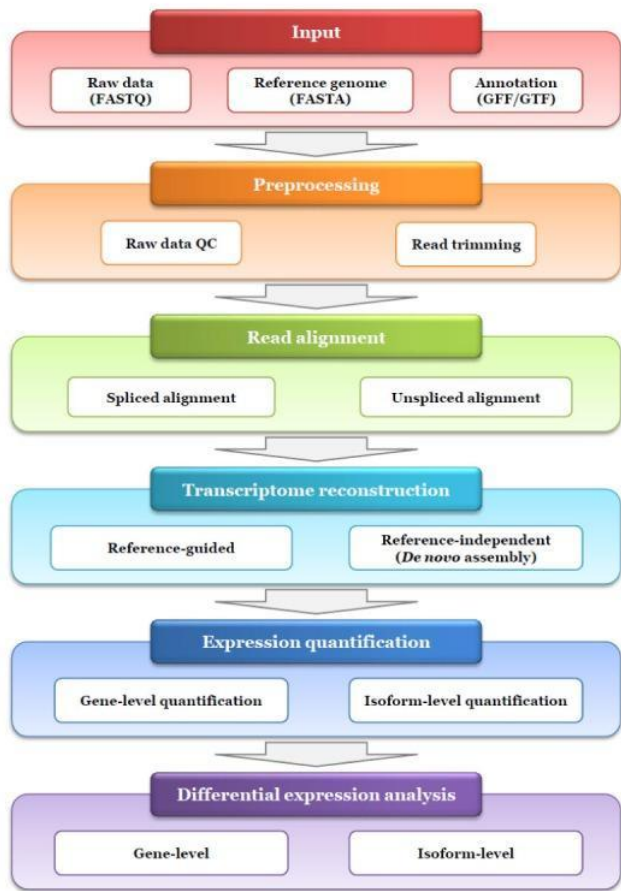 Input
Raw data
(FASTQ)
Reference genome
(FASTA)
Annotation
(GFF/GTF)
Preprocessing
Raw data QC
Read trimming
Read alignment
Spliced alignment
Unspliced alignment
Transcriptome reconstruction
Reference-guided
Reference-independent
(De novo assembly)
Expression quantification
Gene-level quantification
Isoform-level quantification
Differential expression analysis
Gene-level
Isoform-level